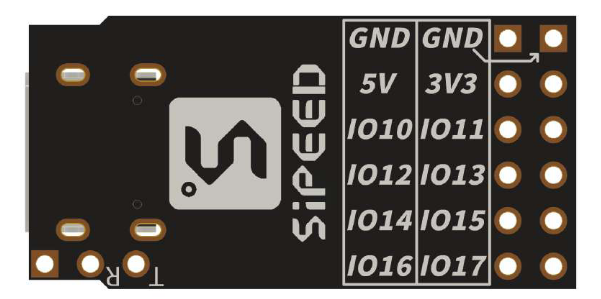 SiPEED
GND GND
5V 3V3
IO10 IO11
IO12 IO13
IO14 IO15
IO16 IO17
R T